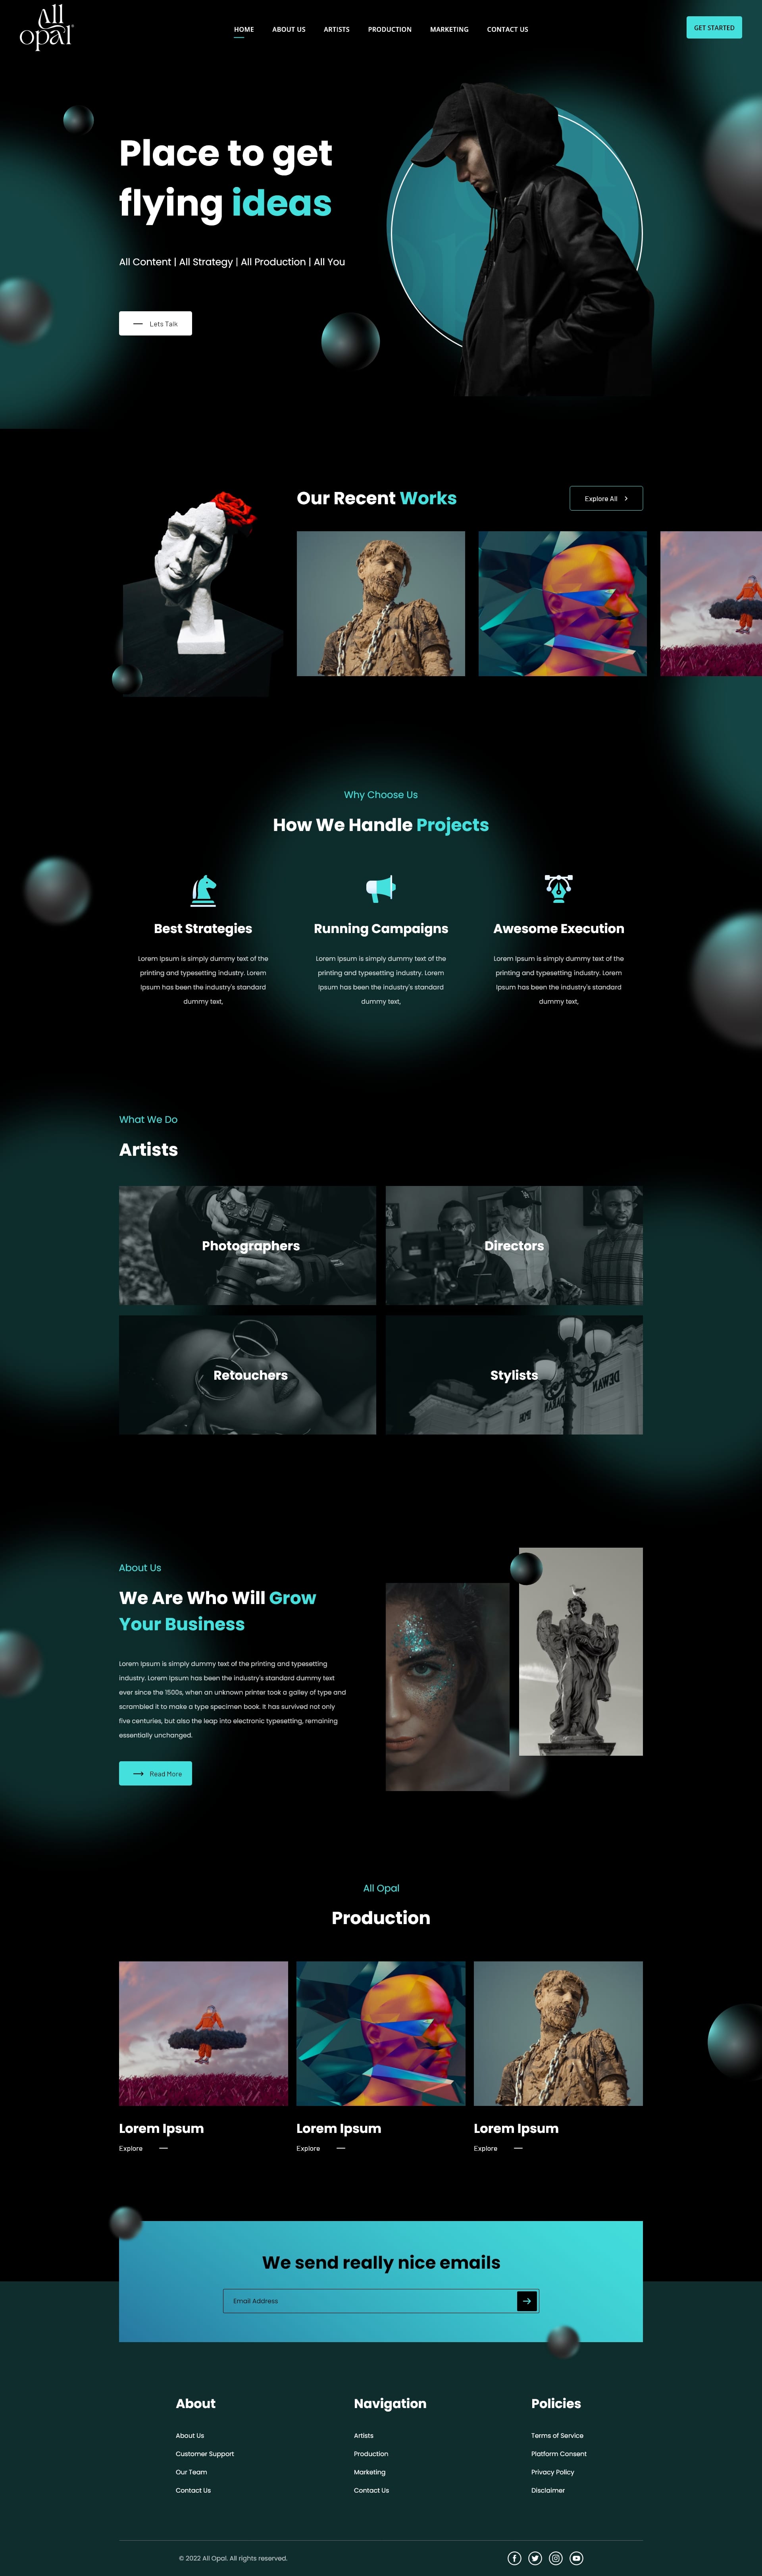 All
opal
HOME
ABOUT US
ARTISTS
PRODUCTION
MARKETING
CONTACT US
GET STARTED
Place to get
flying ideas
All Content | All Strategy | All Production | All You
Lets Talk
Our Recent Works
Explore All
Why Choose Us
How We Handle Projects
Best Strategies
Lorem Ipsum is simply dummy text of the
printing and typesetting industry. Lorem
Ipsum has been the industry's standard
dummy text,
Running Campaigns
Lorem Ipsum is simply dummy text of the
printing and typesetting industry. Lorem
Ipsum has been the industry's standard
dummy text,
Awesome Execution
Lorem Ipsum is simply dummy text of the
printing and typesetting industry. Lorem
Ipsum has been the industry's standard
dummy text,
What We Do
Artists
Photographers
Directors
Retouchers
Stylists
DEWAN
About Us
We Are Who Will Grow
Your Business
Lorem Ipsum is simply dummy text of the printing and typesetting
industry. Lorem Ipsum has been the industry's standard dummy text
ever since the 1500s, when an unknown printer took a galley of type and
scrambled it to make a type specimen book. It has survived not only
five centuries, but also the leap into electronic typesetting, remaining
essentially unchanged.
Read More
All Opal
Production
Lorem Ipsum
Explore
Lorem Ipsum
Explore
Lorem Ipsum
Explore
We send really nice emails
Email Address
About
About Us
Customer Support
Our Team
Contact Us
Navigation
Artists
Production
Marketing
Contact Us
Policies
Terms of Service
Platform Consent
Privacy Policy
Disclaimer
© 2022 All Opal. All rights reserved.